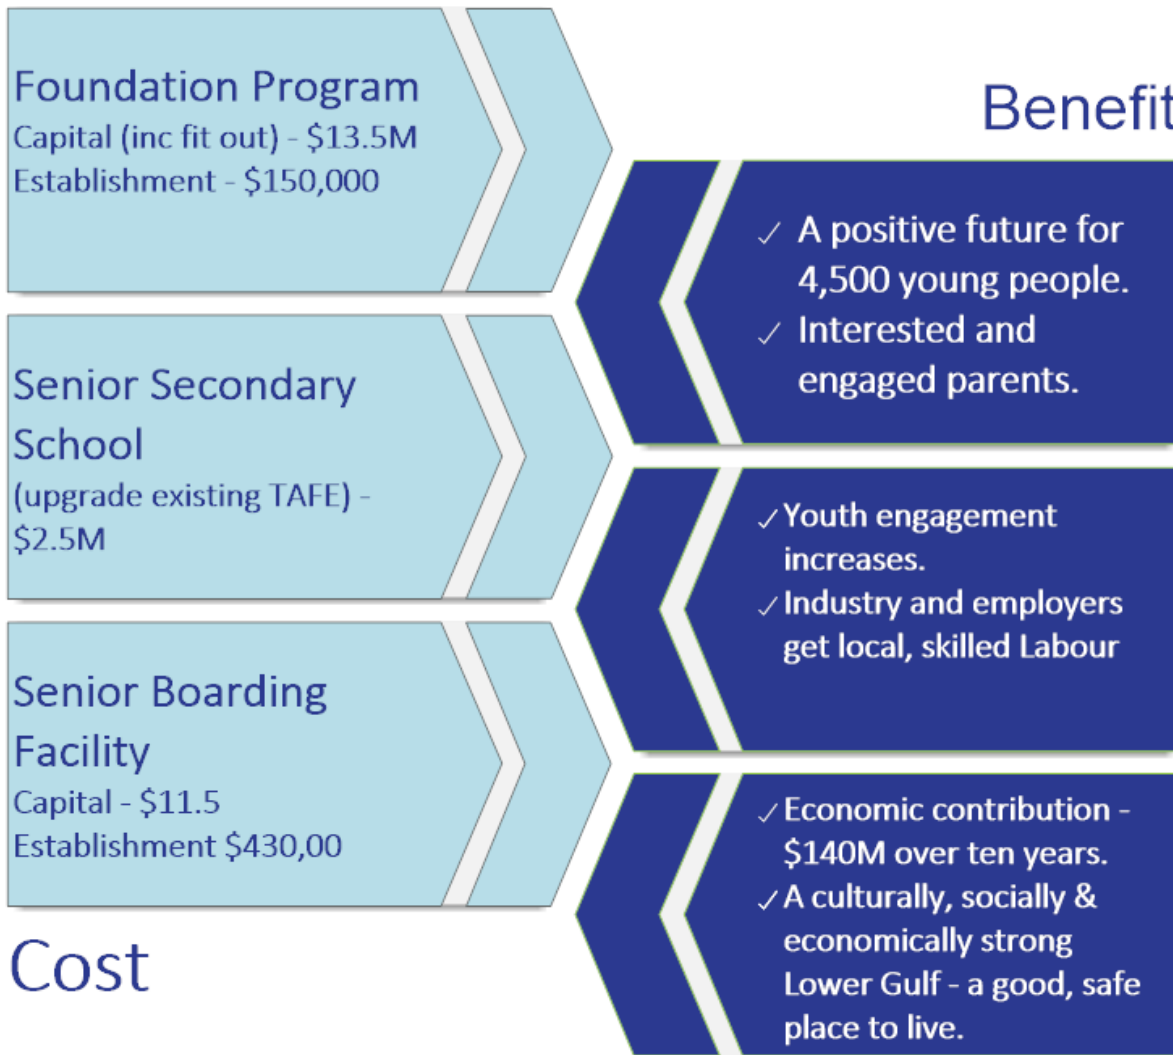 Foundation Program
Capital (inc fit out) - $13.5M
Establishment - $150,000
Senior Secondary
School
(upgrade existing TAFE) -
$2.5M
Senior Boarding
Facility
Capital - $11.5
Establishment $430,00
Cost
Benefit
✓ A positive future for
4,500 young people.
✓ Interested and
engaged parents.
✓ Youth engagement
increases.
✓ Industry and employers
get local, skilled Labour
✓ Economic contribution -
$140M over ten years.
✓ A culturally, socially &
economically strong
Lower Gulf - a good, safe
place to live.